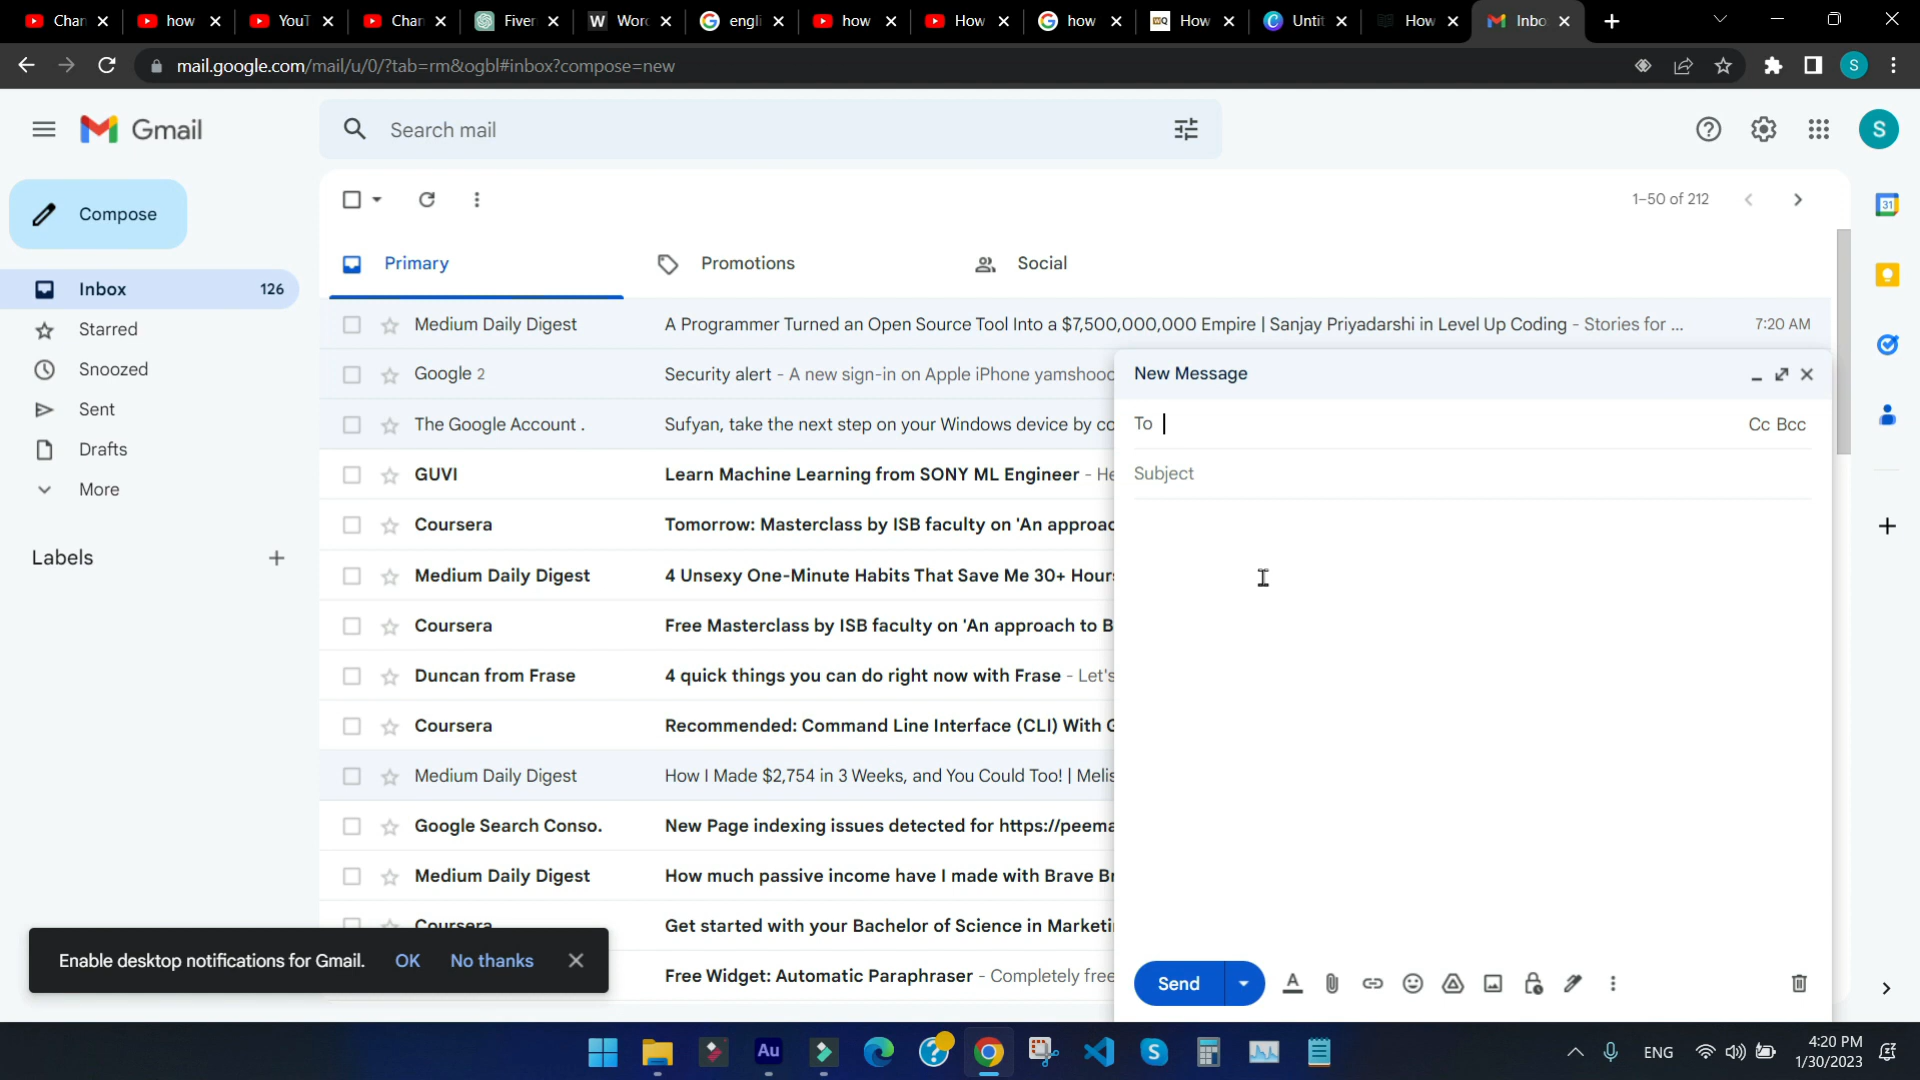 Chan
how
YouT
Chan
Fiver
Worc
engli
how
How
how
How
Untit
How
Inbo
mail.google.com/mail/u/0/?tab=rm&ogbl#inbox?compose=new
S
Gmail
Search mail
S
Compose
1–50 of 212
31
Primary
Promotions
Social
Inbox 126
Starred
Snoozed
Sent
Drafts
More
Labels
Medium Daily Digest A Programmer Turned an Open Source Tool Into a $7,500,000,000 Empire | Sanjay Priyadarshi in Level Up Coding - Stories for ... 7:20 AM
Google 2 Security alert - A new sign-in on Apple iPhone yamshooc
The Google Account . Sufyan, take the next step on your Windows device by co
GUVI Learn Machine Learning from SONY ML Engineer - He
Coursera Tomorrow: Masterclass by ISB faculty on 'An approac
Medium Daily Digest 4 Unsexy One-Minute Habits That Save Me 30+ Hours
Coursera Free Masterclass by ISB faculty on 'An approach to B
Duncan from Frase 4 quick things you can do right now with Frase - Let's
Coursera Recommended: Command Line Interface (CLI) With G
Medium Daily Digest How I Made $2,754 in 3 Weeks, and You Could Too! | Melis
Google Search Conso. New Page indexing issues detected for https://peema
Medium Daily Digest How much passive income have I made with Brave Br
Coursera Get started with your Bachelor of Science in Marketi
Free Widget: Automatic Paraphraser - Completely free
New Message
To
Cc Bcc
Subject
Send
Enable desktop notifications for Gmail. OK No thanks
Au
ENG
4:20 PM
1/30/2023